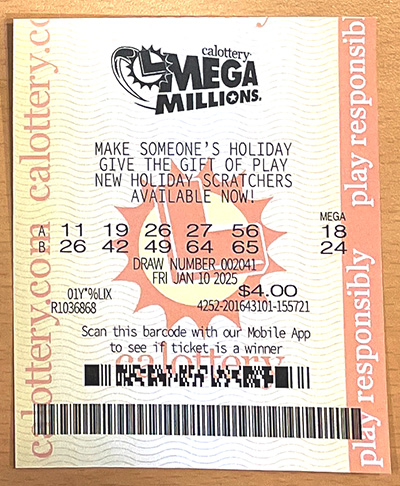 calottery
MEGA
MILLIONS
MAKE SOMEONE'S HOLIDAY
GIVE THE GIFT OF PLAY
NEW HOLIDAY SCRATCHERS
AVAILABLE NOW!
MEGA
A 11 19 26 27 56 18
B 26 42 49 64 65 24
DRAW NUMBER 002041
FRI JAN 10 2025
01Y"%LIX $4.00
R1036868 4252-201643101-155721
Scan this barcode with our Mobile App
to see if ticket is a winner
calottery
calottery.com calottery.co
play responsibly play responsibl